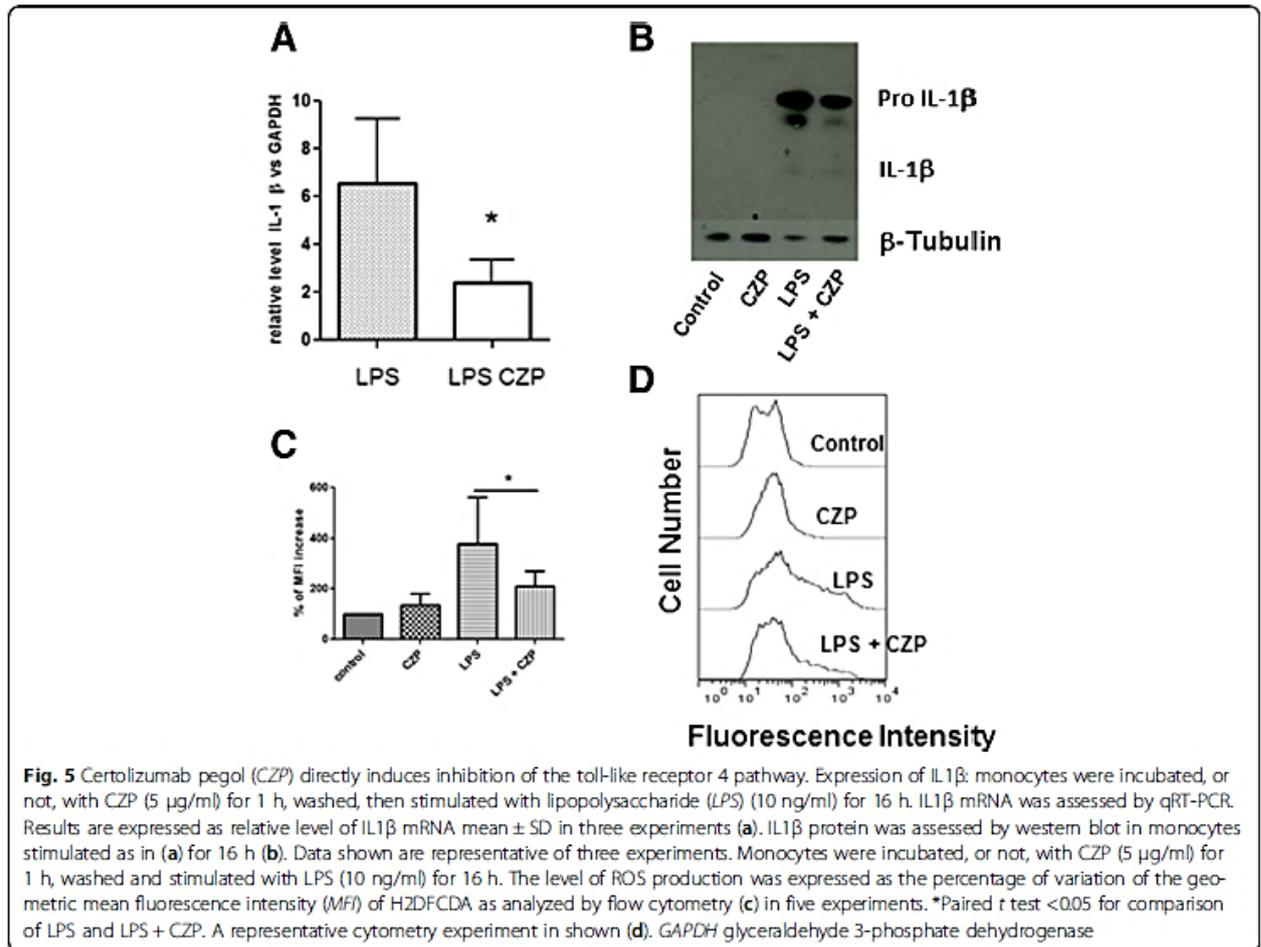 A
relative level IL-1 β vs GAPDH
10
8
6
4
2
0
*
LPS
LPS CZP
B
Pro IL-1β
IL-1β
β-Tubulin
Control
CZP
LPS
LPS + CZP
C
% of MFI increase
600
400
200
0
*
control
CZP
LPS
LPS + CZP
D
Cell Number
Control
CZP
LPS
LPS + CZP
10⁰ 10¹ 10² 10³ 10⁴
Fluorescence Intensity
Fig. 5 Certolizumab pegol (CZP) directly induces inhibition of the toll-like receptor 4 pathway. Expression of IL1β: monocytes were incubated, or
not, with CZP (5 μg/ml) for 1 h, washed, then stimulated with lipopolysaccharide (LPS) (10 ng/ml) for 16 h. IL1β mRNA was assessed by qRT-PCR.
Results are expressed as relative level of IL1β mRNA mean ± SD in three experiments (a). IL1β protein was assessed by western blot in monocytes
stimulated as in (a) for 16 h (b). Data shown are representative of three experiments. Monocytes were incubated, or not, with CZP (5 μg/ml) for
1 h, washed and stimulated with LPS (10 ng/ml) for 16 h. The level of ROS production was expressed as the percentage of variation of the geo-
metric mean fluorescence intensity (MFI) of H2DFCDA as analyzed by flow cytometry (c) in five experiments. *Paired t test <0.05 for comparison
of LPS and LPS + CZP. A representative cytometry experiment in shown (d). GAPDH glyceraldehyde 3-phosphate dehydrogenase